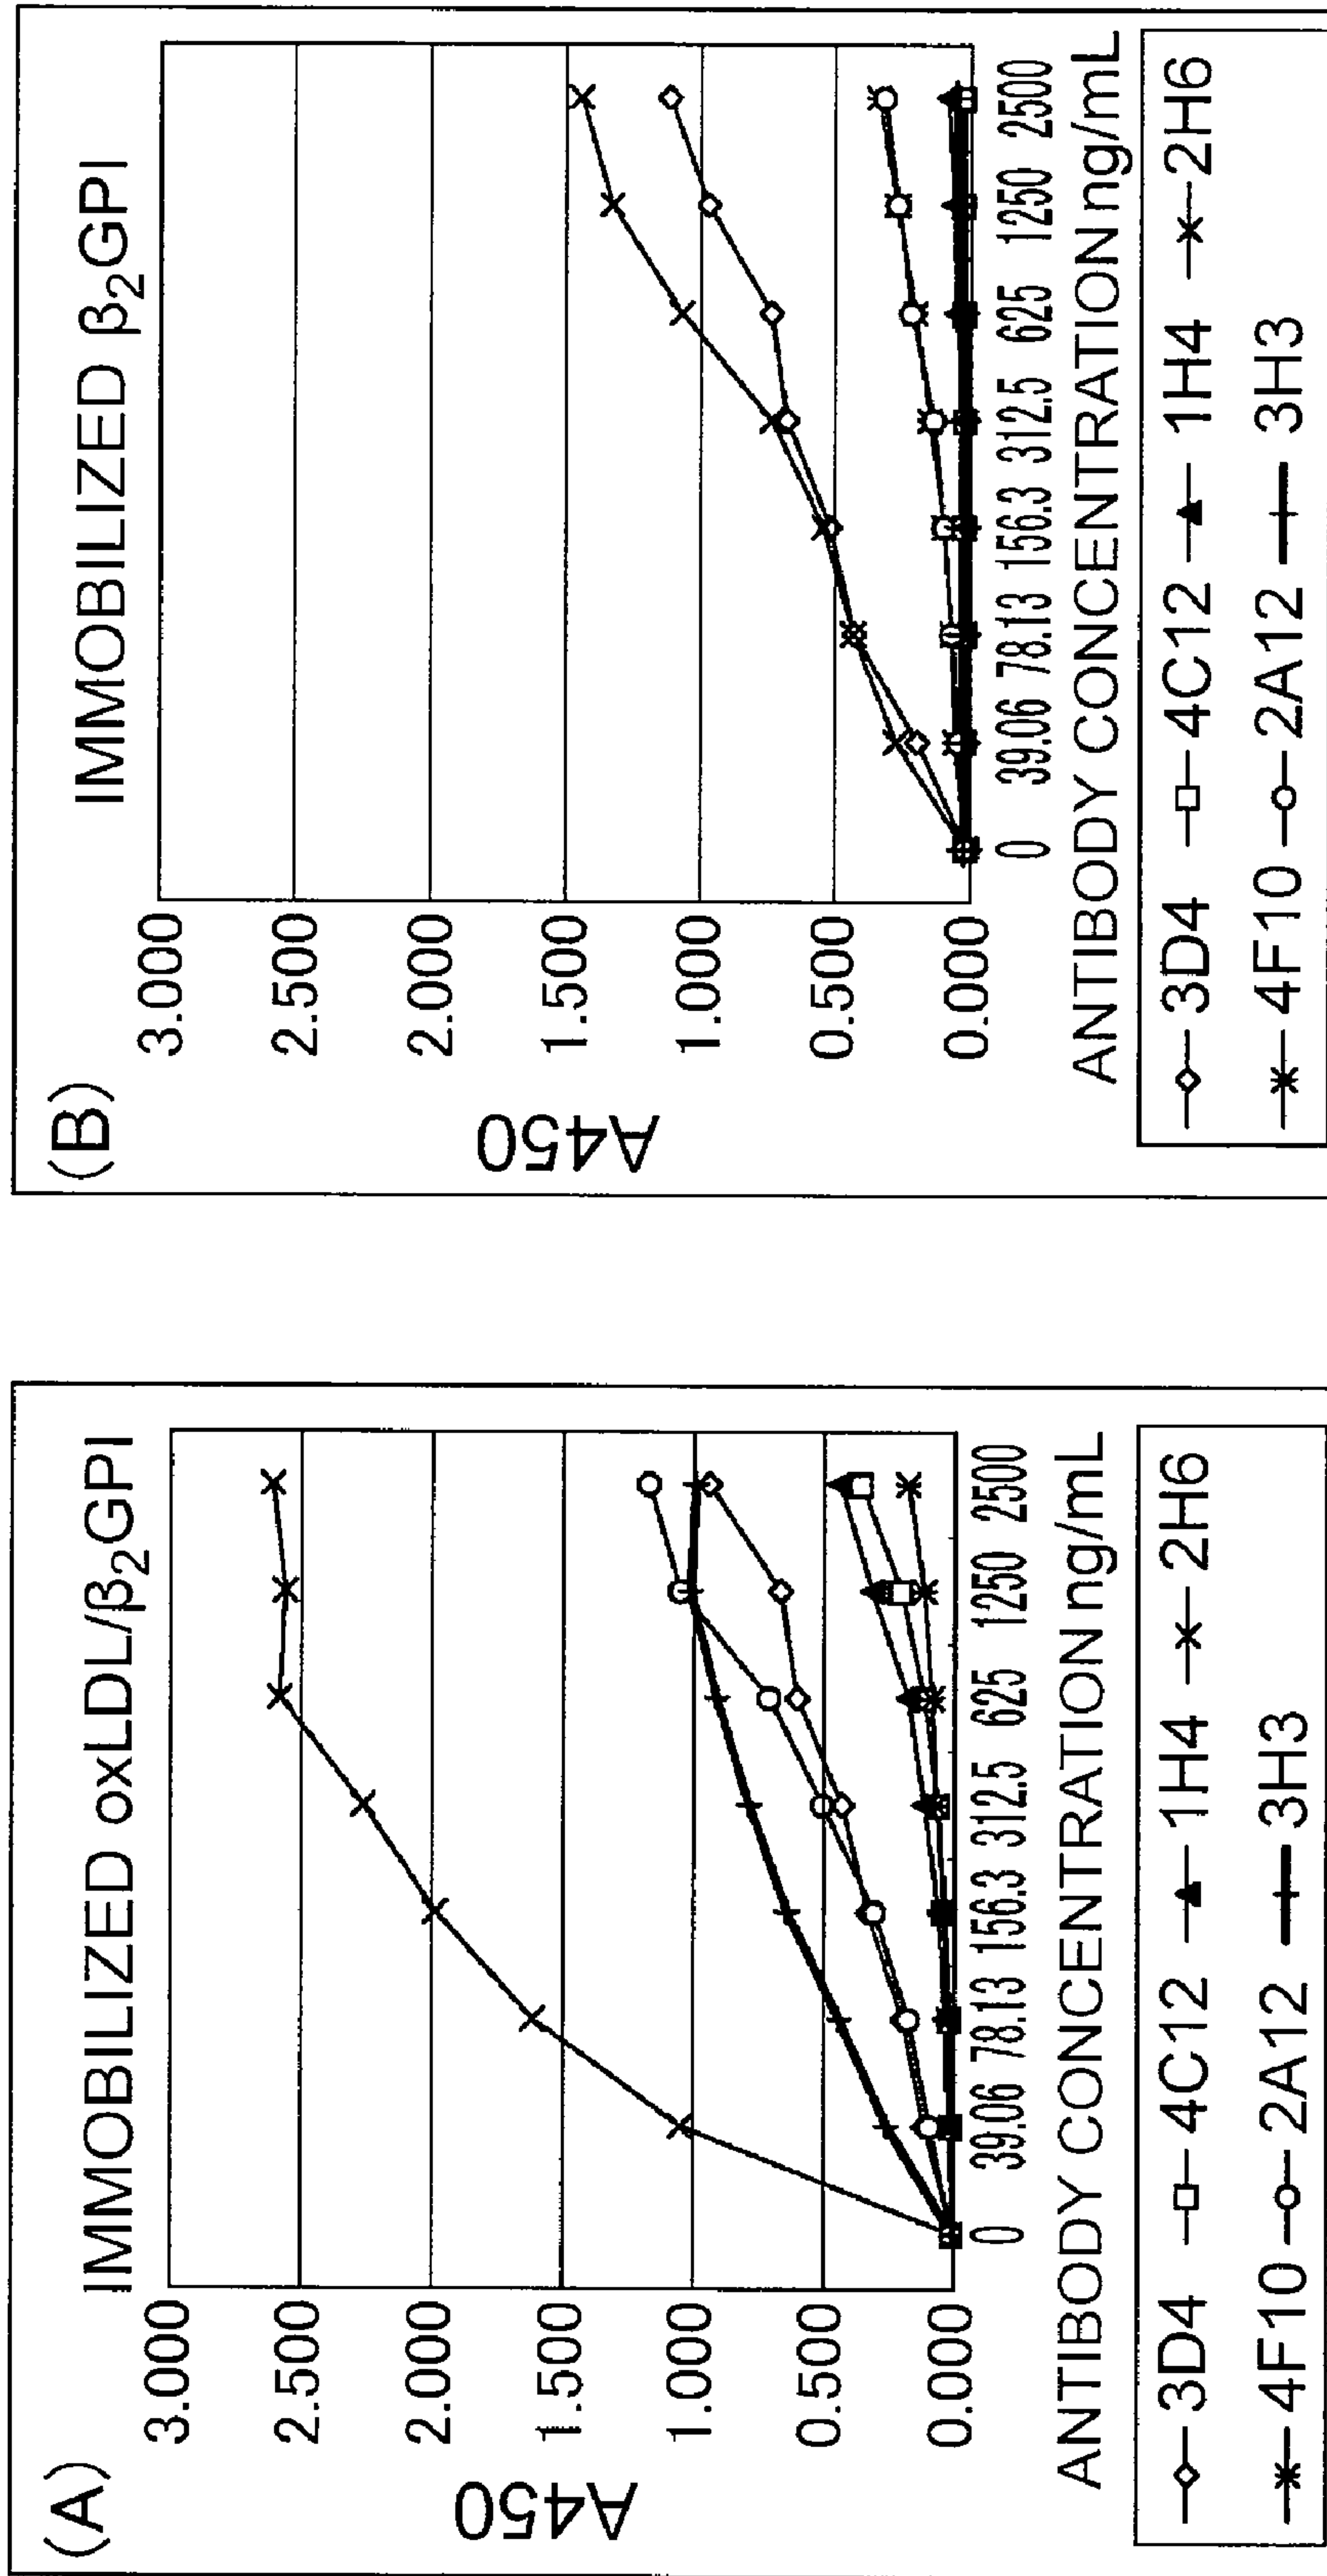 (A)
IMMOBILIZED oxLDL/β₂GPI
3.000
2.500
2.000
1.500
1.000
0.500
0.000
A450
0 39.06 78.13 156.3 312.5 625 1250 2500
ANTIBODY CONCENTRATION ng/mL
3D4 4C12 1H4 2H6
4F10 2A12 3H3
(B)
IMMOBILIZED β₂GPI
3.000
2.500
2.000
1.500
1.000
0.500
0.000
A450
0 39.06 78.13 156.3 312.5 625 1250 2500
ANTIBODY CONCENTRATION ng/mL
3D4 4C12 1H4 2H6
4F10 2A12 3H3